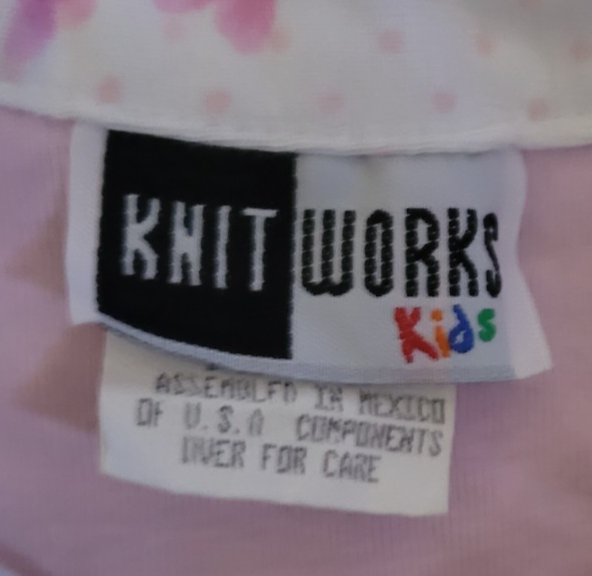 KNIT WORKS
Kids
ASSEMBLED IN MEXICO
OF U.S.A COMPONENTS
OVER FOR CARE